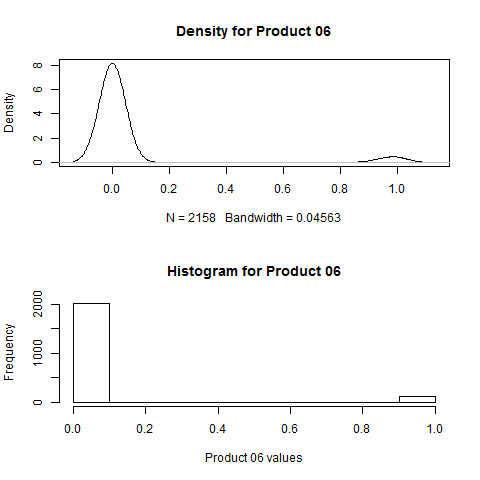 Density for Product 06
Density
8
6
4
2
0
0.0 0.2 0.4 0.6 0.8 1.0
N = 2158 Bandwidth = 0.04563
Histogram for Product 06
Frequency
2000
1000
0
0.0 0.2 0.4 0.6 0.8 1.0
Product 06 values